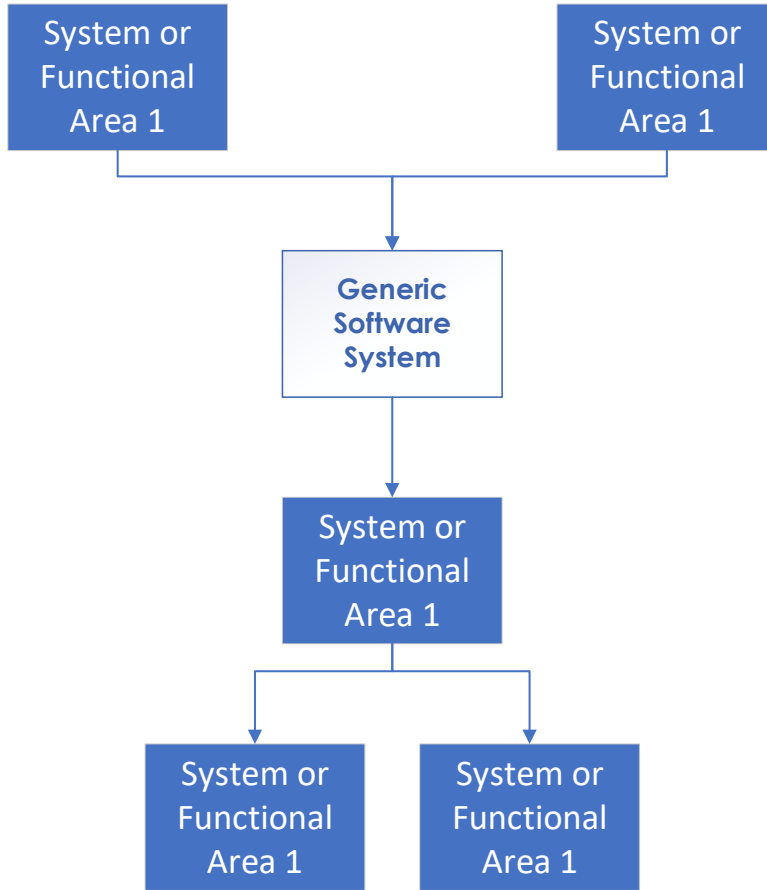 System or
Functional
Area 1
System or
Functional
Area 1
Generic
Software
System
System or
Functional
Area 1
System or
Functional
Area 1
System or
Functional
Area 1